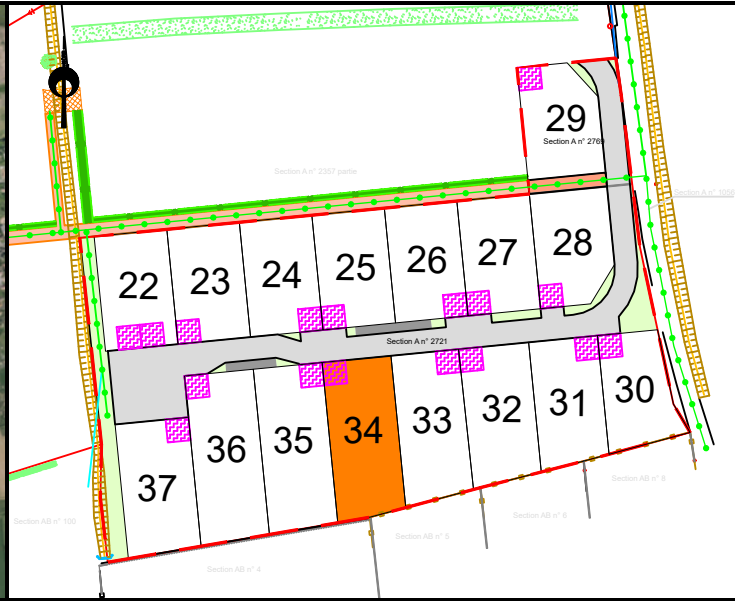 29
Section A n° 2769
Section A n° 2357 partie
Section A n° 1058
22
23
24
25
26
27
28
Section A n° 2721
37
36
35
34
33
32
31
30
Section AB n° 100
Section AB n° 4
Section AB n° 5
Section AB n° 6
Section AB n° 8